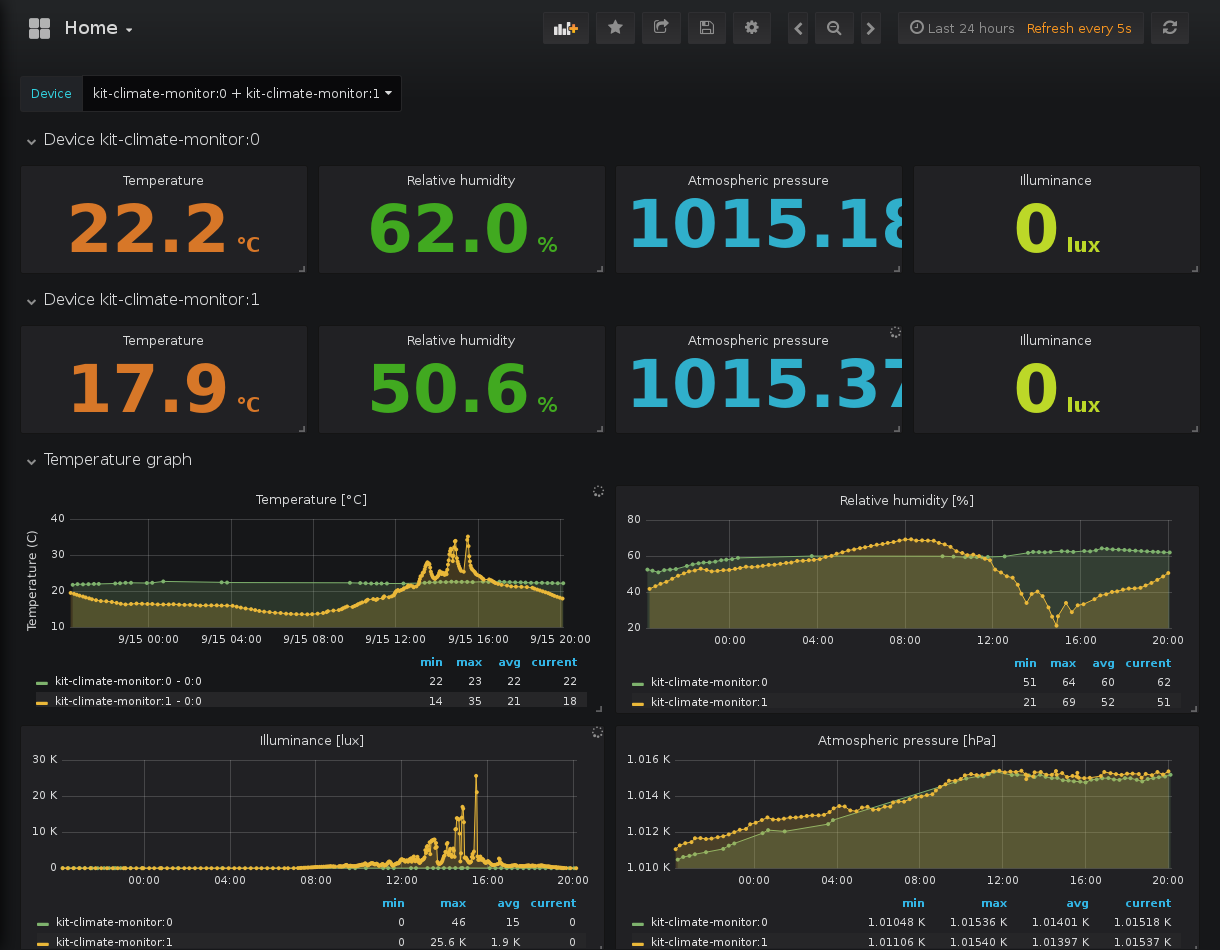 Home
Last 24 hours Refresh every 5s
Device kit-climate-monitor:0 + kit-climate-monitor:1
Device kit-climate-monitor:0
Temperature Relative humidity Atmospheric pressure Illuminance
22.2 °C 62.0 % 1015.18 0 lux
Device kit-climate-monitor:1
Temperature Relative humidity Atmospheric pressure Illuminance
17.9 °C 50.6 % 1015.37 0 lux
Temperature graph
Temperature [°C]
Temperature (C)
40
30
20
10
9/15 00:00 9/15 04:00 9/15 08:00 9/15 12:00 9/15 16:00 9/15 20:00
min max avg current
kit-climate-monitor:0 - 0:0 22 23 22 22
kit-climate-monitor:1 - 0:0 14 35 21 18
Relative humidity [%]
80
60
40
20
00:00 04:00 08:00 12:00 16:00 20:00
min max avg current
kit-climate-monitor:0 51 64 60 62
kit-climate-monitor:1 21 69 52 51
Illuminance [lux]
30 K
20 K
10 K
0
00:00 04:00 08:00 12:00 16:00 20:00
min max avg current
kit-climate-monitor:0 0 46 15 0
kit-climate-monitor:1 0 25.6 K 1.9 K 0
Atmospheric pressure [hPa]
1.016 K
1.014 K
1.012 K
1.010 K
00:00 04:00 08:00 12:00 16:00 20:00
min max avg current
kit-climate-monitor:0 1.01048 K 1.01536 K 1.01401 K 1.01518 K
kit-climate-monitor:1 1.01106 K 1.01540 K 1.01397 K 1.01537 K